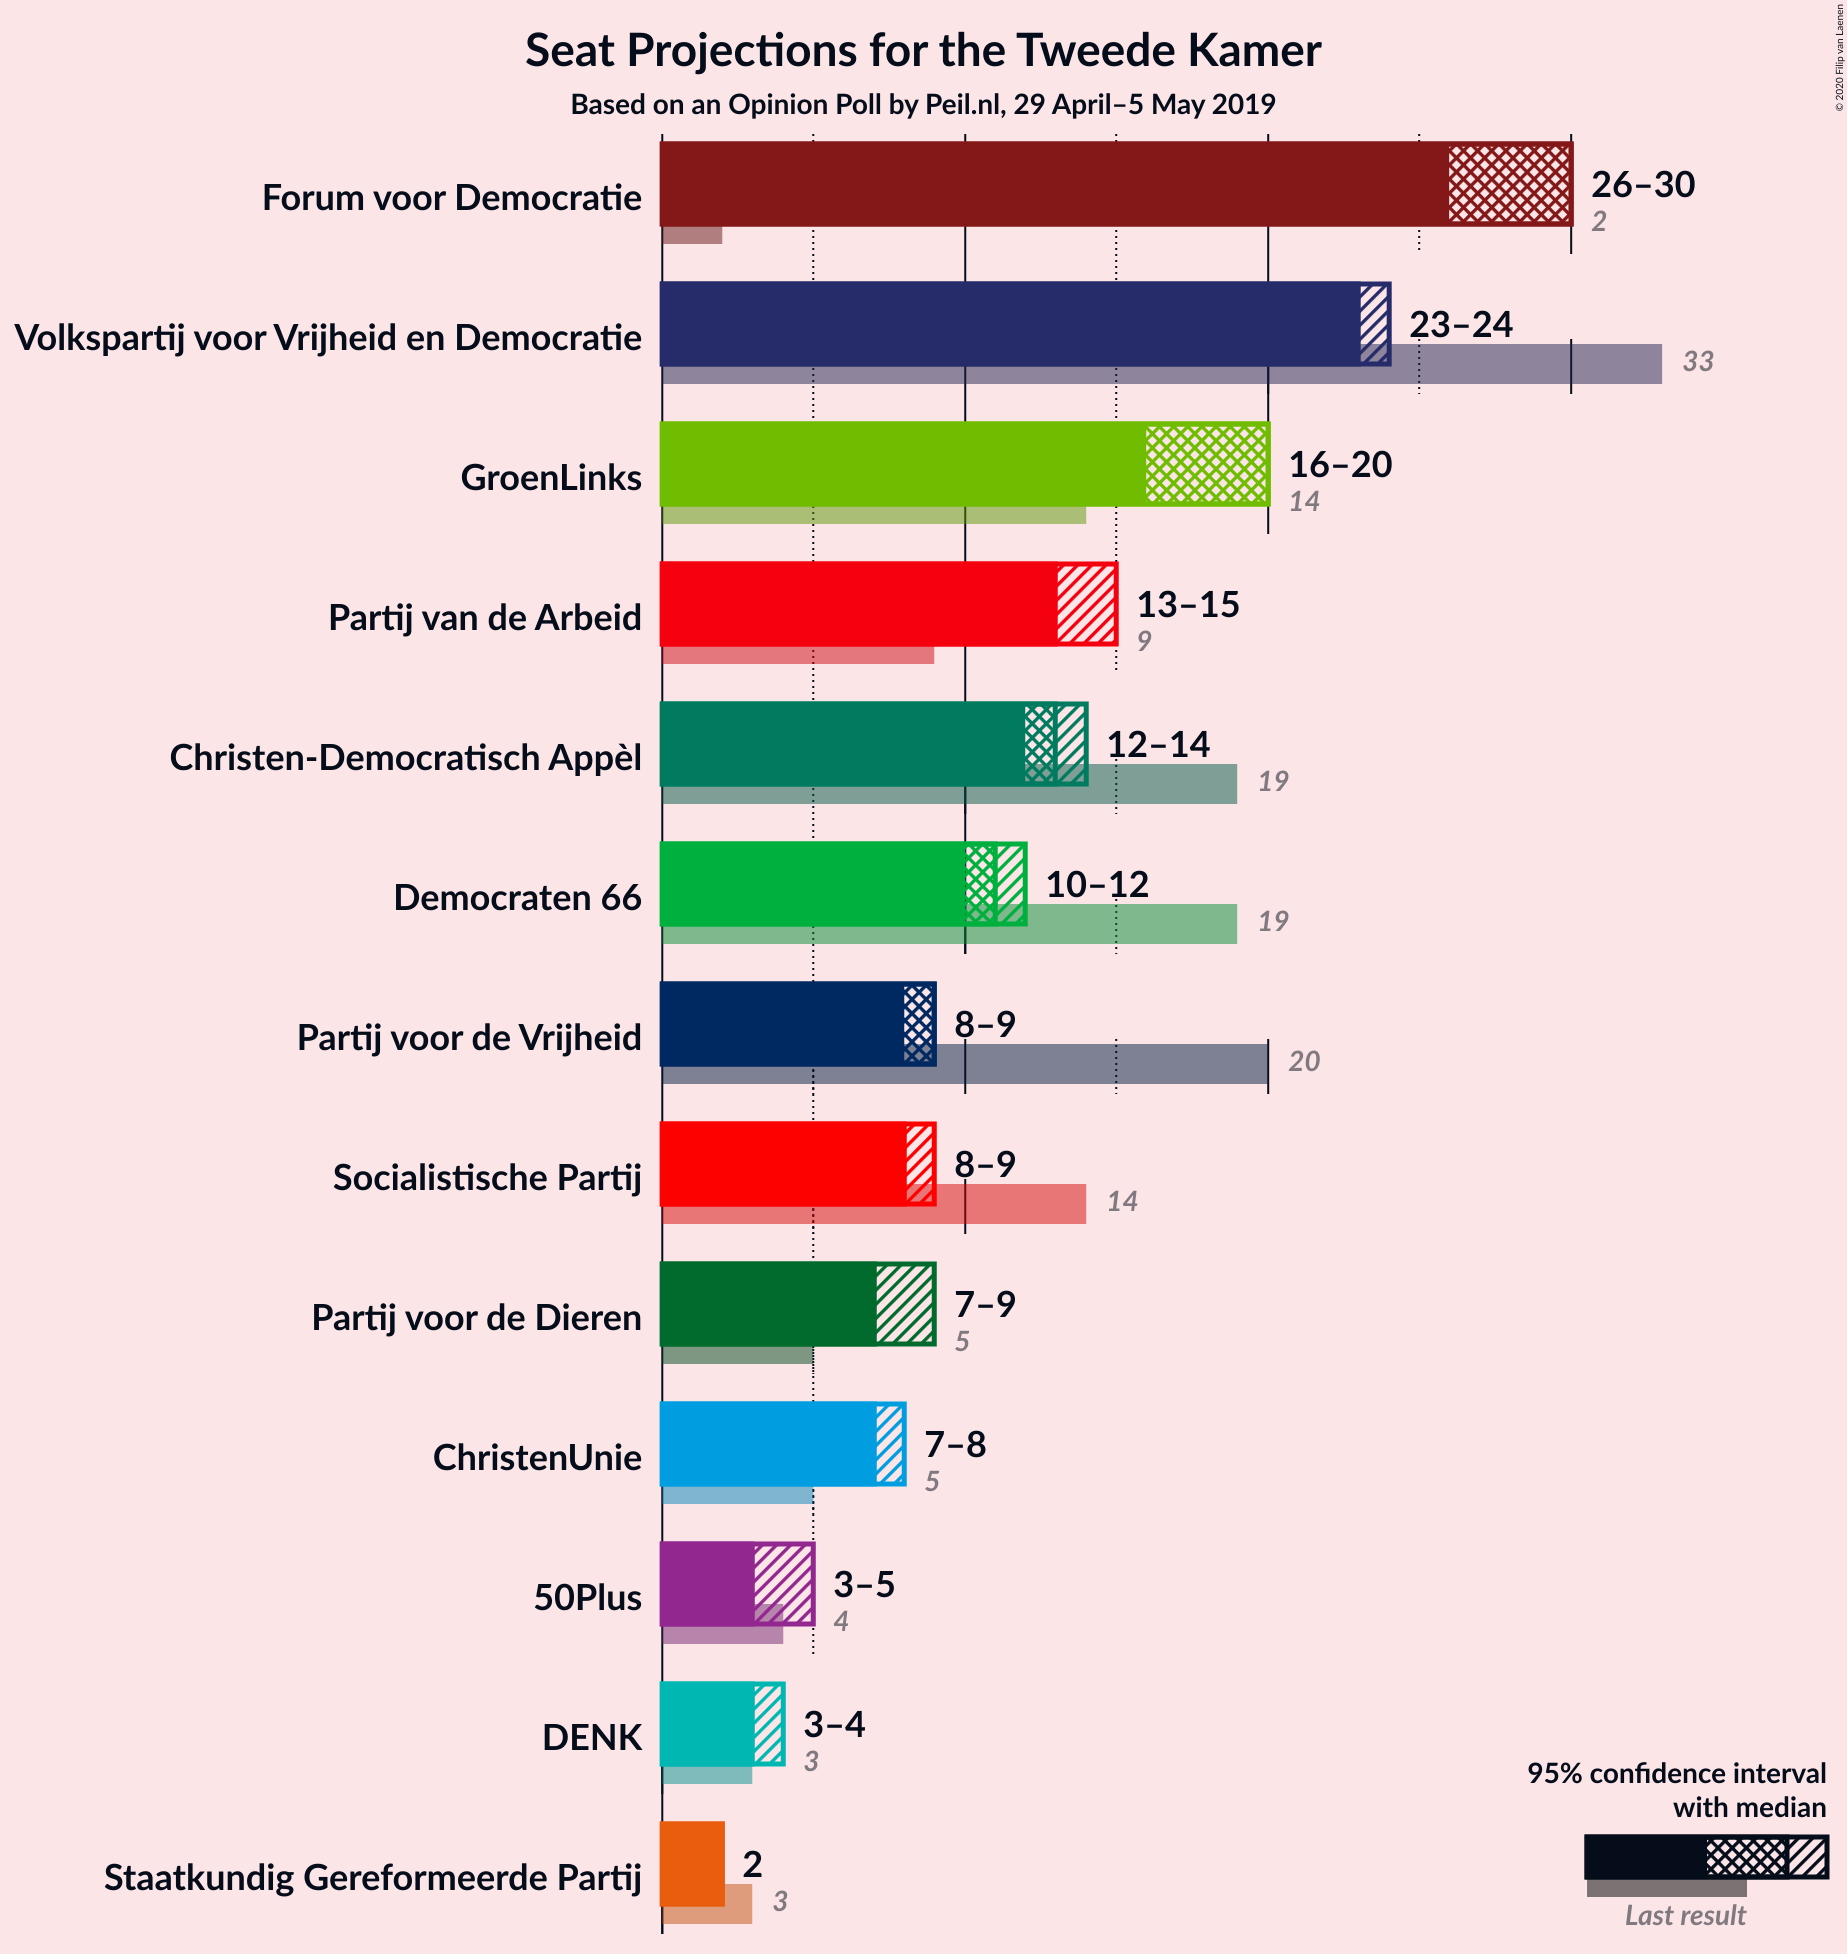 Seat Projections for the Tweede Kamer
Based on an Opinion Poll by Peil.nl, 29 April–5 May 2019
© 2020 Filip van Laenen
Forum voor Democratie
26–30
2
Volkspartij voor Vrijheid en Democratie
23–24
33
GroenLinks
16–20
14
Partij van de Arbeid
13–15
9
Christen-Democratisch Appèl
12–14
19
Democraten 66
10–12
19
Partij voor de Vrijheid
8–9
20
Socialistische Partij
8–9
14
Partij voor de Dieren
7–9
5
ChristenUnie
7–8
5
50Plus
3–5
4
DENK
3–4
3
Staatkundig Gereformeerde Partij
2
3
95% confidence interval
with median
Last result